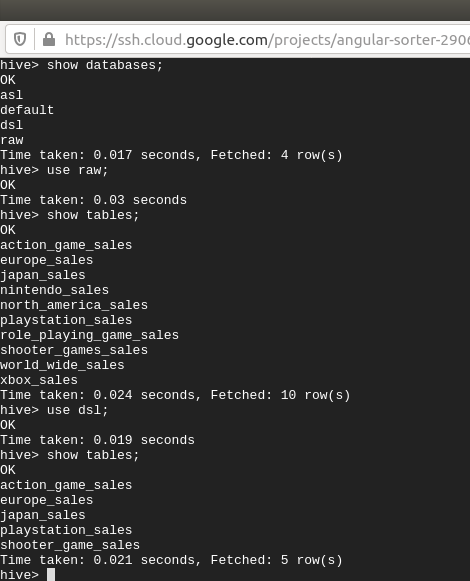 https://ssh.cloud.google.com/projects/angular-sorter-290
hive> show databases;
OK
asl
default
dsl
raw
Time taken: 0.017 seconds, Fetched: 4 row(s)
hive> use raw;
OK
Time taken: 0.03 seconds
hive> show tables;
OK
action_game_sales
europe_sales
japan_sales
nintendo_sales
north_america_sales
playstation_sales
role_playing_game_sales
shooter_games_sales
world_wide_sales
xbox_sales
Time taken: 0.024 seconds, Fetched: 10 row(s)
hive> use dsl;
OK
Time taken: 0.019 seconds
hive> show tables;
OK
action_game_sales
europe_sales
japan_sales
playstation_sales
shooter_game_sales
Time taken: 0.021 seconds, Fetched: 5 row(s)
hive>